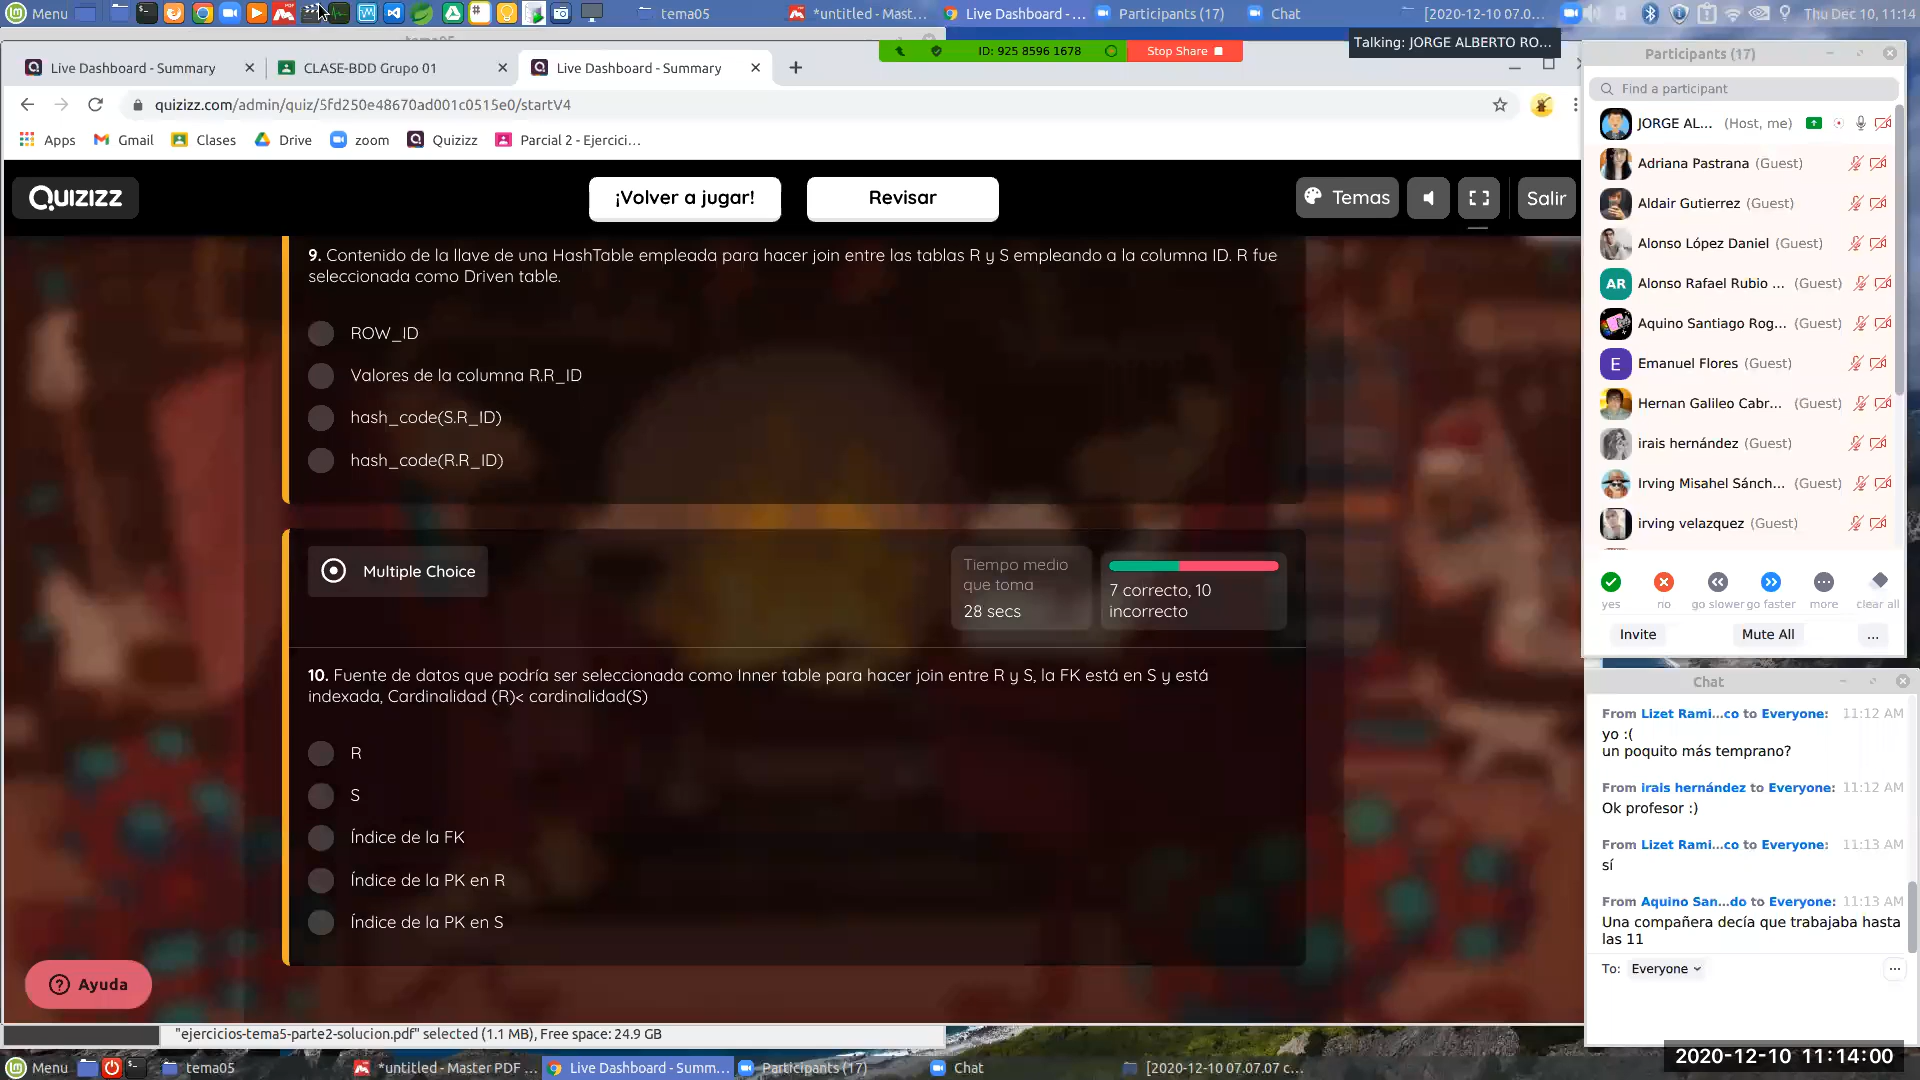 Menu
tema05
*untitled - Mast...
Live Dashboard - ...
Participants (17)
Chat
[2020-12-10 07.0...
Thu Dec 10, 11:14
ID: 925 8596 1678
Stop Share
Talking: JORGE ALBERTO RO...
Live Dashboard - Summary
CLASE-BDD Grupo 01
Live Dashboard - Summary
quizizz.com/admin/quiz/5fd250e48670ad001c0515e0/startV4
Apps
Gmail
Clases
Drive
zoom
Quizizz
Parcial 2 - Ejercici...
Quizizz
¡Volver a jugar!
Revisar
Temas
Salir
9. Contenido de la llave de una HashTable empleada para hacer join entre las tablas R y S empleando a la columna ID. R fue
seleccionada como Driven table.
ROW_ID
Valores de la columna R.R_ID
hash_code(S.R_ID)
hash_code(R.R_ID)
Multiple Choice
Tiempo medio
que toma
28 secs
7 correcto, 10
incorrecto
10. Fuente de datos que podría ser seleccionada como Inner table para hacer join entre R y S, la FK está en S y está
indexada, Cardinalidad (R)< cardinalidad(S)
R
S
Índice de la FK
Índice de la PK en R
Índice de la PK en S
Ayuda
Participants (17)
Find a participant
JORGE AL... (Host, me)
Adriana Pastrana (Guest)
Aldair Gutierrez (Guest)
Alonso López Daniel (Guest)
AR Alonso Rafael Rubio ... (Guest)
Aquino Santiago Rog... (Guest)
E Emanuel Flores (Guest)
Hernan Galileo Cabr... (Guest)
irais hernández (Guest)
Irving Misahel Sánch... (Guest)
irving velazquez (Guest)
yes
no
go slower
go faster
more
clear all
Invite
Mute All
...
Chat
From Lizet Rami...co to Everyone: 11:12 AM
yo :(
un poquito más temprano?
From irais hernández to Everyone: 11:12 AM
Ok profesor :)
From Lizet Rami...co to Everyone: 11:13 AM
sí
From Aquino San...do to Everyone: 11:13 AM
Una compañera decía que trabajaba hasta
las 11
To: Everyone
"ejercicios-tema5-parte2-solucion.pdf" selected (1.1 MB), Free space: 24.9 GB
2020-12-10 11:14:00
Menu
tema05
*untitled - Master PDF ...
Live Dashboard - Summ...
Participants (17)
Chat
[2020-12-10 07.07.07 c...